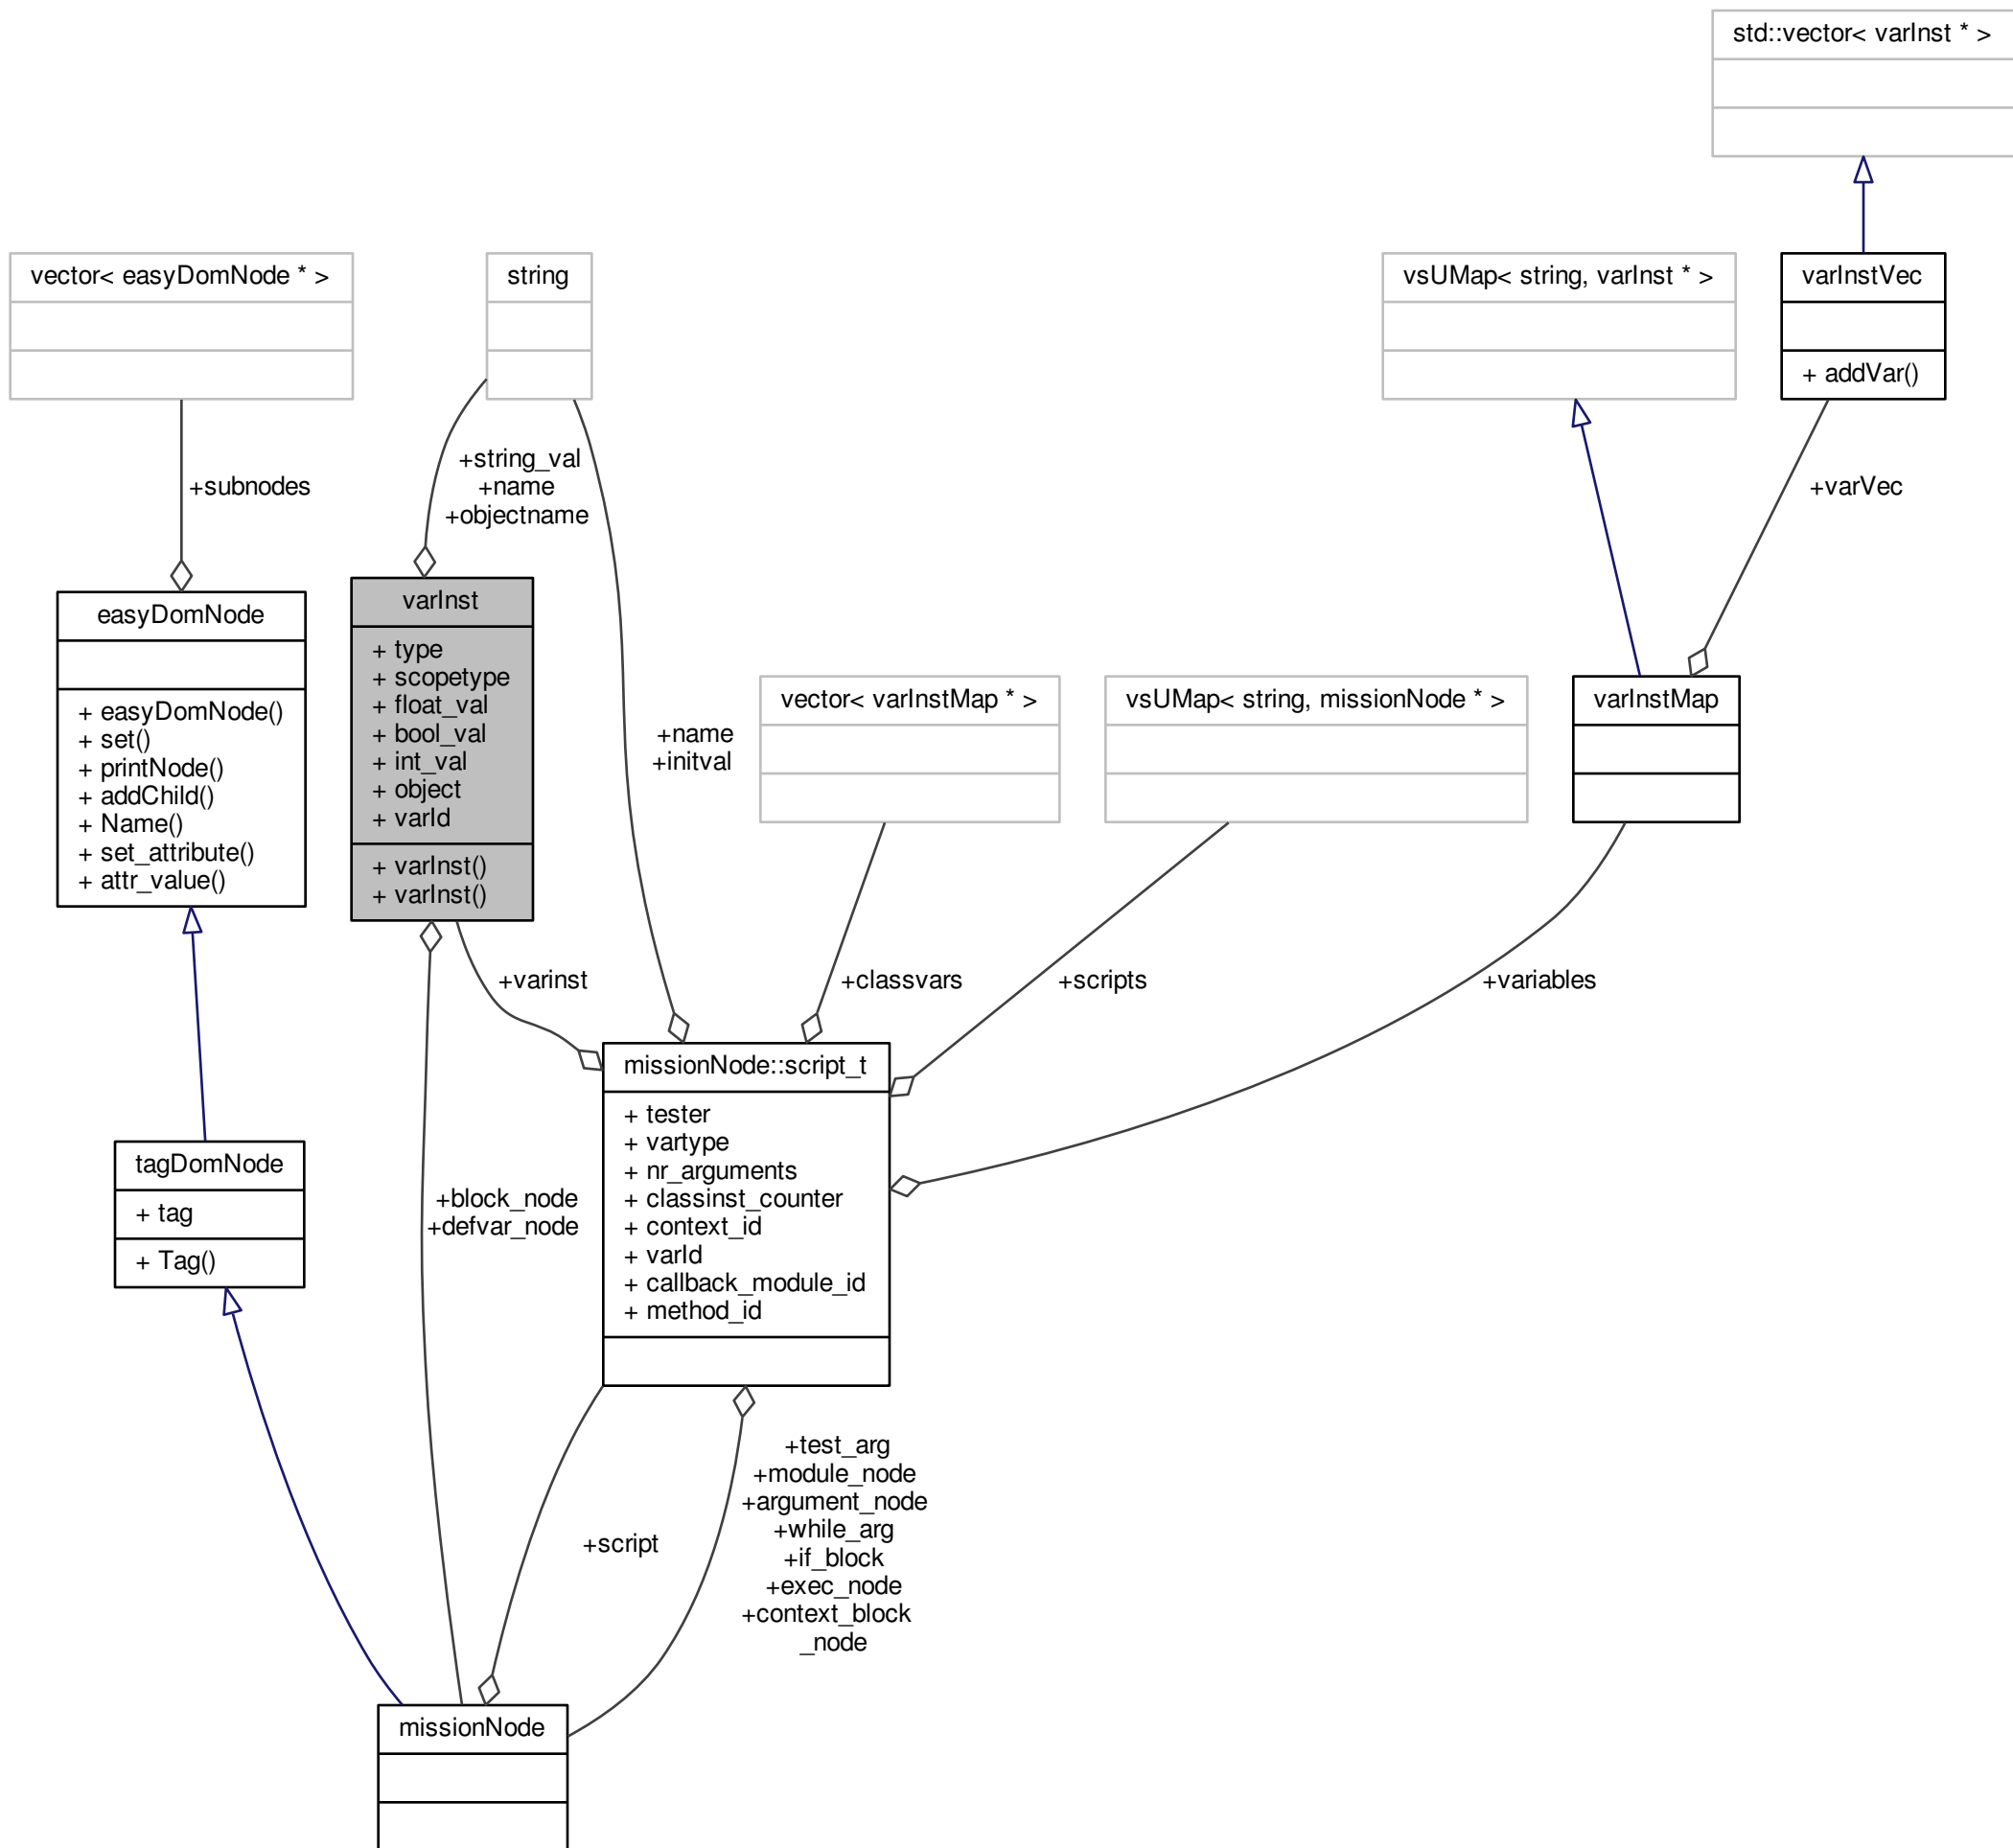 std::vector< varInst * >
vector< easyDomNode * >
string
vsUMap< string, varInst * >
varInstVec
+ addVar()
+string_val
+name
+objectname
+subnodes
+varVec
easyDomNode
+ easyDomNode()
+ set()
+ printNode()
+ addChild()
+ Name()
+ set_attribute()
+ attr_value()
varInst
+ type
+ scopetype
+ float_val
+ bool_val
+ int_val
+ object
+ varId
+ varInst()
+ varInst()
+name
+initval
vector< varInstMap * >
vsUMap< string, missionNode * >
varInstMap
+varinst
+classvars
+scripts
+variables
missionNode::script_t
+ tester
+ vartype
+ nr_arguments
+ classinst_counter
+ context_id
+ varId
+ callback_module_id
+ method_id
tagDomNode
+ tag
+ Tag()
+block_node
+defvar_node
+script
+test_arg
+module_node
+argument_node
+while_arg
+if_block
+exec_node
+context_block
_node
missionNode